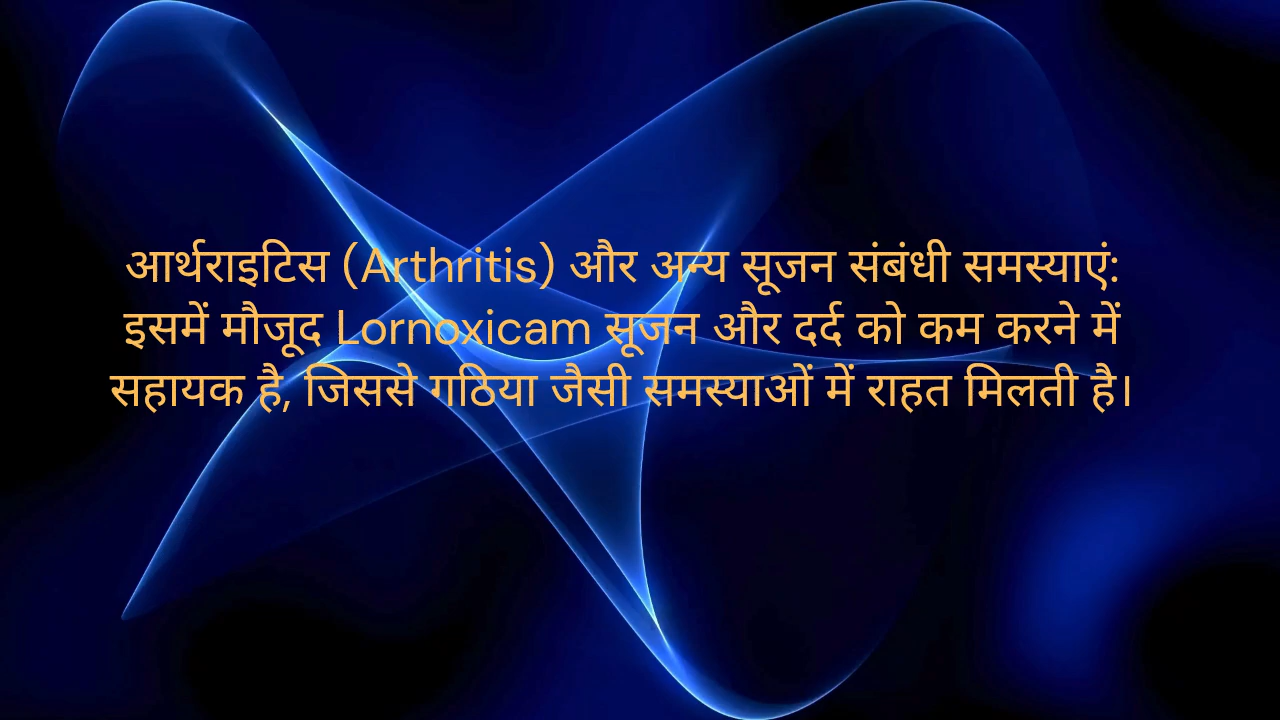 आर्थराइटिस (Arthritis) और अन्य सूजन संबंधी समस्याएं:
इसमें मौजूद Lornoxicam सूजन और दर्द को कम करने में
सहायक है, जिससे गठिया जैसी समस्याओं में राहत मिलती है।